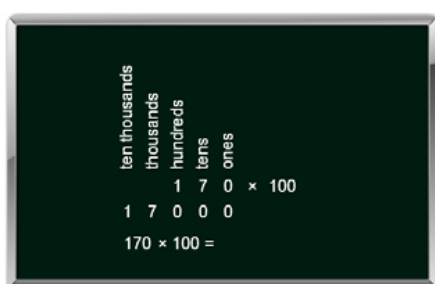 ten thousands
thousands
hundreds
tens
ones
1 7 0 × 100
1 7 0 0 0
170 × 100 =